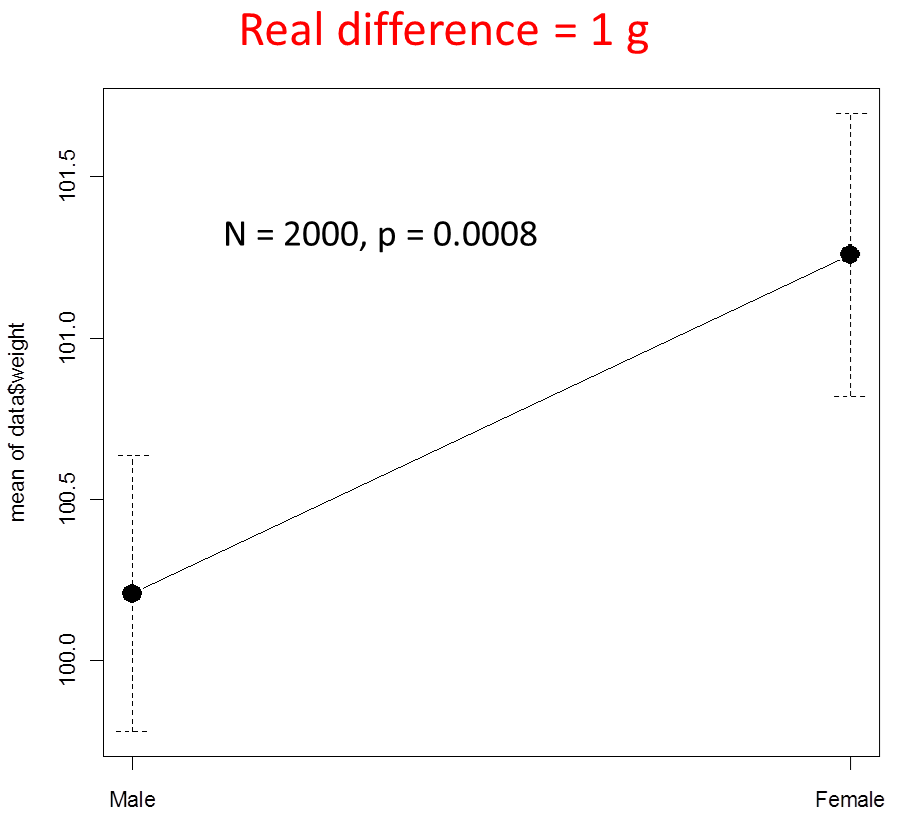 Real difference = 1 g
N = 2000, p = 0.0008
mean of data$weight
101.5
101.0
100.5
100.0
Male Female